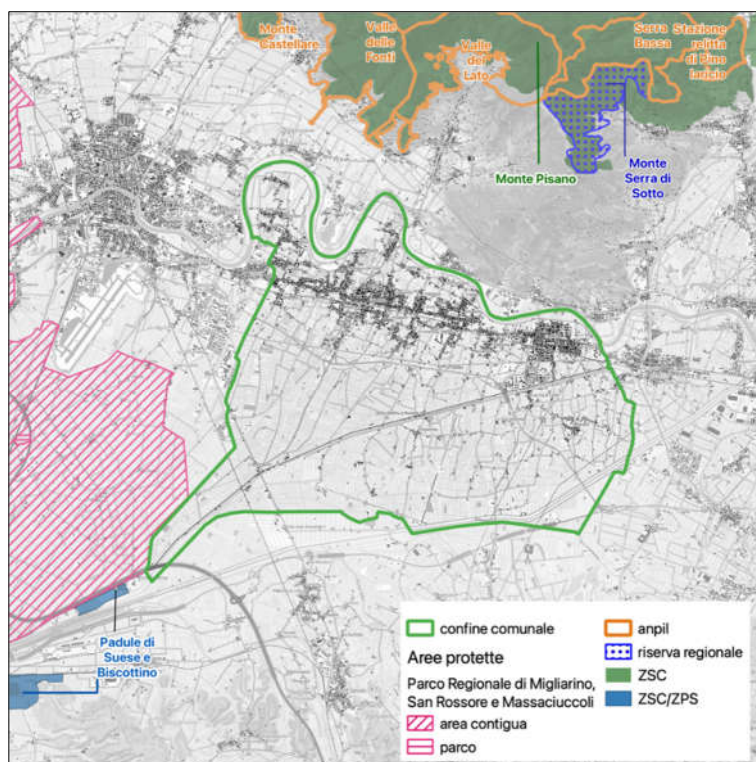 Monte
Castellare
Valle
delle
Fonti
Valle
del
Lato
Serra
Bassa
Stazione
relitta
di Pino
laricio
Monte Pisano
Monte
Serra di
Sotto
Padule di
Suese e
Biscottino
confine comunale
Aree protette
Parco Regionale di Migliarino,
San Rossore e Massaciuccoli
area contigua
parco
anpil
riserva regionale
ZSC
ZSC/ZPS